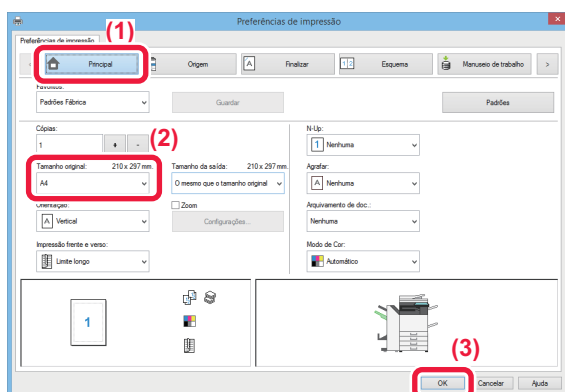 Preferências de impressão
(1)
Preferências de impressão
Principal
Origem
Finalizar
Esquema
Manuseio de trabalho
Favoritos:
Padrões Fábrica
Guardar
Padrões
Cópias:
1
+
-
(2)
N-Up:
1 Nenhuma
Tamanho original: 210 x 297 mm.
A4
Tamanho da saída: 210 x 297 mm.
O mesmo que o tamanho original
Agrafar:
A Nenhuma
Orientação:
A Vertical
Zoom
Configurações...
Arquivamento de doc.:
Nenhuma
Impressão frente e verso:
Limite longo
Modo de Cor:
Automático
1
(3)
OK
Cancelar
Ajuda